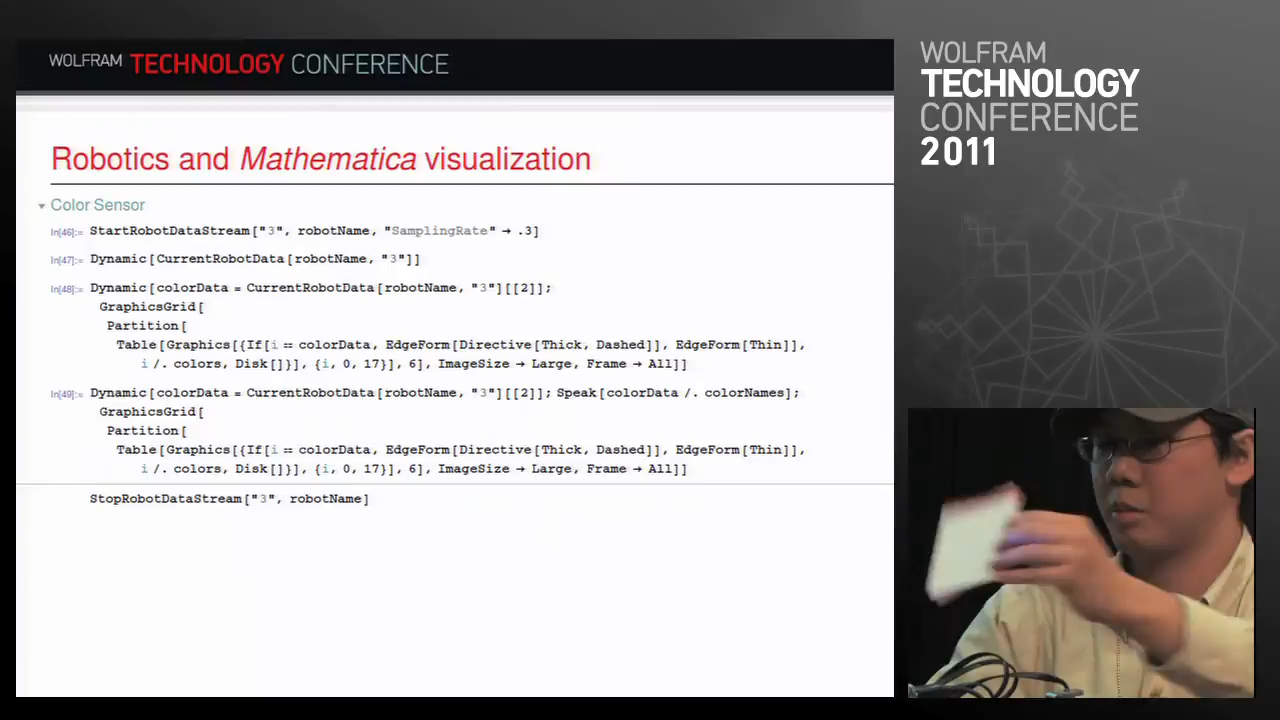 WOLFRAM TECHNOLOGY CONFERENCE
WOLFRAM
TECHNOLOGY
CONFERENCE
2011
Robotics and Mathematica visualization
Color Sensor
In[46]:= StartRobotDataStream["3", robotName, "SamplingRate" → .3]
In[47]:= Dynamic[CurrentRobotData[robotName, "3"]]
In[48]:= Dynamic[colorData = CurrentRobotData[robotName, "3"][[2]];
GraphicsGrid[
Partition[
Table[Graphics[{If[i == colorData, EdgeForm[Directive[Thick, Dashed]], EdgeForm[Thin]],
i /. colors, Disk[]}], {i, 0, 17}], 6], ImageSize → Large, Frame → All]]
In[49]:= Dynamic[colorData = CurrentRobotData[robotName, "3"][[2]]; Speak[colorData /. colorNames];
GraphicsGrid[
Partition[
Table[Graphics[{If[i == colorData, EdgeForm[Directive[Thick, Dashed]], EdgeForm[Thin]],
i /. colors, Disk[]}], {i, 0, 17}], 6], ImageSize → Large, Frame → All]]
StopRobotDataStream["3", robotName]